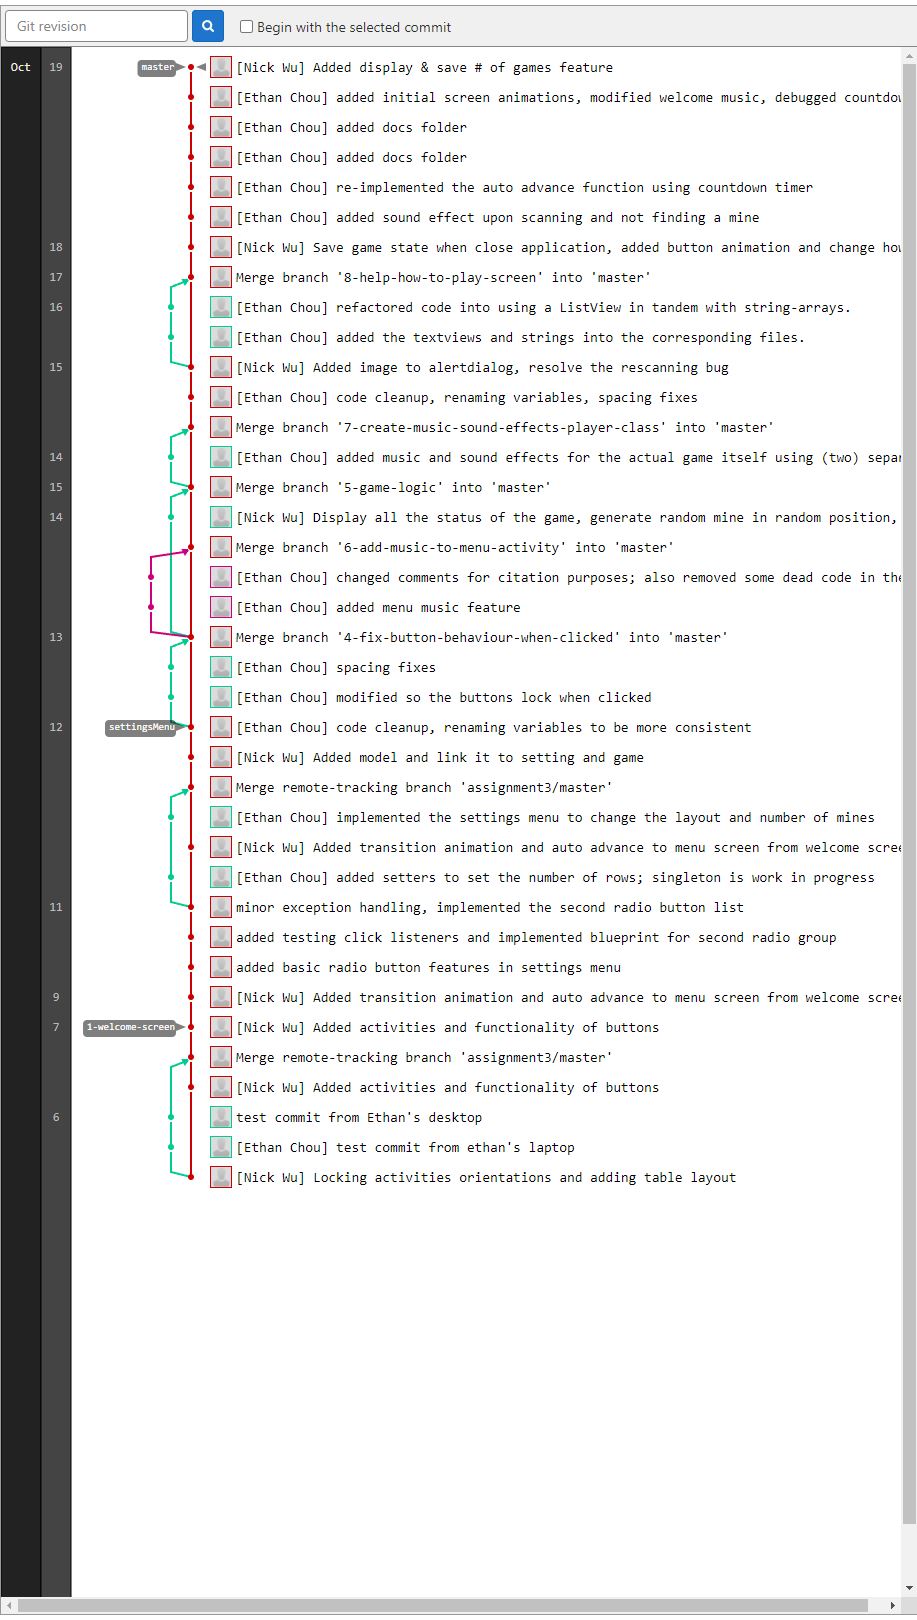 Git revision Begin with the selected commit
Oct 19 master [Nick Wu] Added display & save # of games feature
[Ethan Chou] added initial screen animations, modified welcome music, debugged
[Ethan Chou] added docs folder
[Ethan Chou] added docs folder
[Ethan Chou] re-implemented the auto advance function using countdown timer
[Ethan Chou] added sound effect upon scanning and not finding a mine
18 [Nick Wu] Save game state when close application, added button animation and change
17 Merge branch '8-help-how-to-play-screen' into 'master'
16 [Ethan Chou] refactored code into using a ListView in tandem with string-arrays.
[Ethan Chou] added the textviews and strings into the corresponding files.
15 [Nick Wu] Added image to alertdialog, resolve the rescanning bug
[Ethan Chou] code cleanup, renaming variables, spacing fixes
Merge branch '7-create-music-sound-effects-player-class' into 'master'
14 [Ethan Chou] added music and sound effects for the actual game itself using (two)
15 Merge branch '5-game-logic' into 'master'
14 [Nick Wu] Display all the status of the game, generate random mine in random position,
Merge branch '6-add-music-to-menu-activity' into 'master'
[Ethan Chou] changed comments for citation purposes; also removed some dead code in the
[Ethan Chou] added menu music feature
13 Merge branch '4-fix-button-behaviour-when-clicked' into 'master'
[Ethan Chou] spacing fixes
[Ethan Chou] modified so the buttons lock when clicked
12 settingsMenu [Ethan Chou] code cleanup, renaming variables to be more consistent
[Nick Wu] Added model and link it to setting and game
Merge remote-tracking branch 'assignment3/master'
[Ethan Chou] implemented the settings menu to change the layout and number of mines
[Nick Wu] Added transition animation and auto advance to menu screen from welcome
[Ethan Chou] added setters to set the number of rows; singleton is work in progress
11 minor exception handling, implemented the second radio button list
added testing click listeners and implemented blueprint for second radio group
added basic radio button features in settings menu
9 [Nick Wu] Added transition animation and auto advance to menu screen from welcome
7 1-welcome-screen [Nick Wu] Added activities and functionality of buttons
Merge remote-tracking branch 'assignment3/master'
[Nick Wu] Added activities and functionality of buttons
6 test commit from Ethan's desktop
[Ethan Chou] test commit from ethan's laptop
[Nick Wu] Locking activities orientations and adding table layout